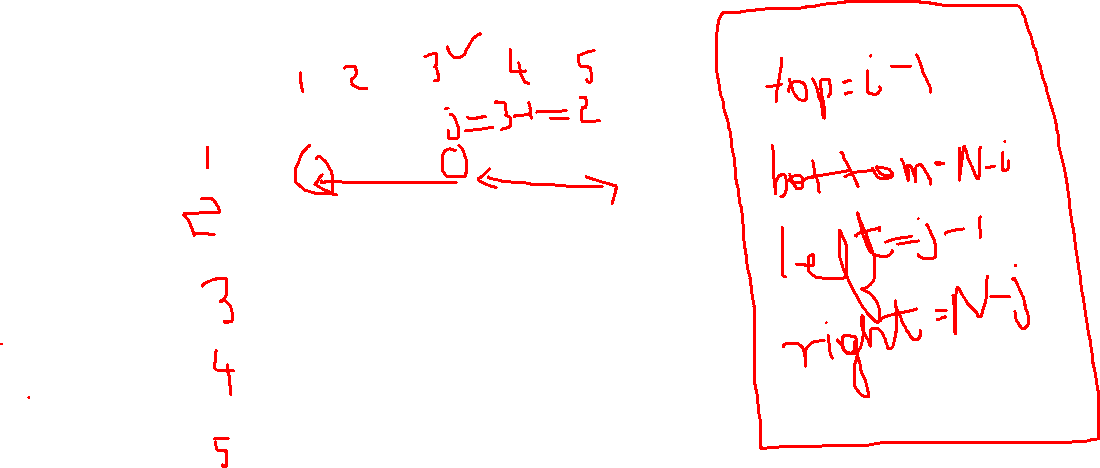 1 2 3 4 5
j=3-1=2
1
2
3
4
5
top=i-1
bottom-N-i
left=j-1
right=N-j